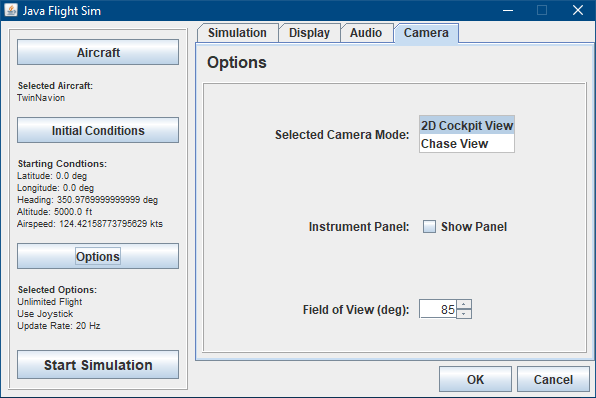 Java Flight Sim
Aircraft
Selected Aircraft:
TwinNavion
Initial Conditions
Starting Condtions:
Latitude: 0.0 deg
Longitude: 0.0 deg
Heading: 350.9769999999999 deg
Altitude: 5000.0 ft
Airspeed: 124.42158773795629 kts
Options
Selected Options:
Unlimited Flight
Use Joystick
Update Rate: 20 Hz
Start Simulation
Simulation Display Audio Camera
Options
Selected Camera Mode: 2D Cockpit View
Chase View
Instrument Panel: Show Panel
Field of View (deg): 85
OK Cancel